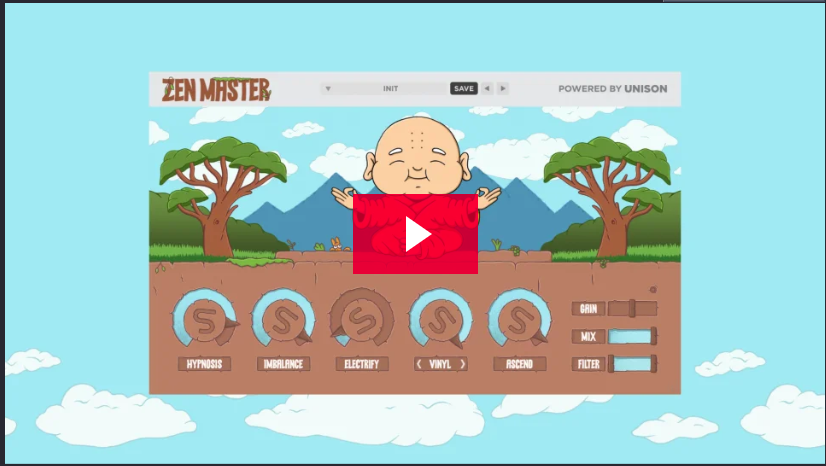 ZEN MASTER
INIT
SAVE
POWERED BY UNISON
HYPNOSIS
IMBALANCE
ELECTRIFY
VINYL
ASCEND
GAIN
MIX
FILTER